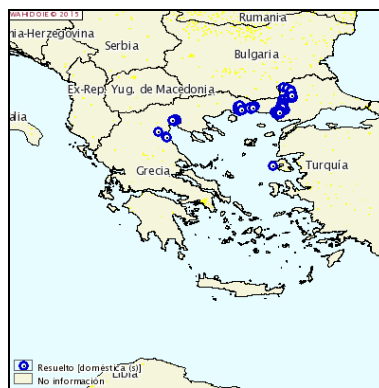 WAHID(OIE © 2015
Rumania
nia-Herzegovina
Serbia
Bulgaria
Ex-Rep. Yug. de Macedonia
alia
Turquía
Grecia
Libia
Resuelto [doméstica (s)]
No información